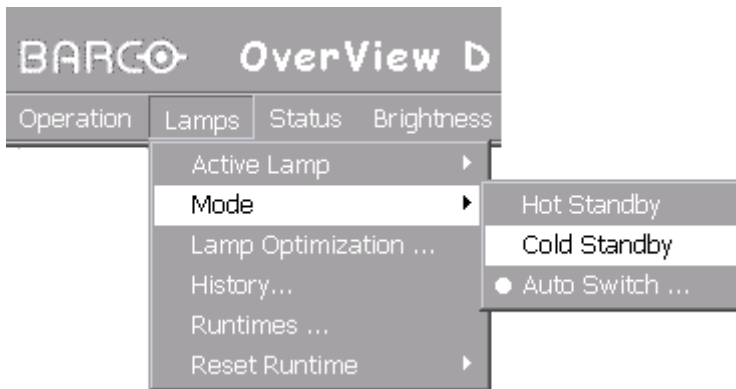 BARCO OverView D
Operation Lamps Status Brightness
Active Lamp
Mode
Lamp Optimization ...
History...
Runtimes ...
Reset Runtime
Hot Standby
Cold Standby
Auto Switch ...